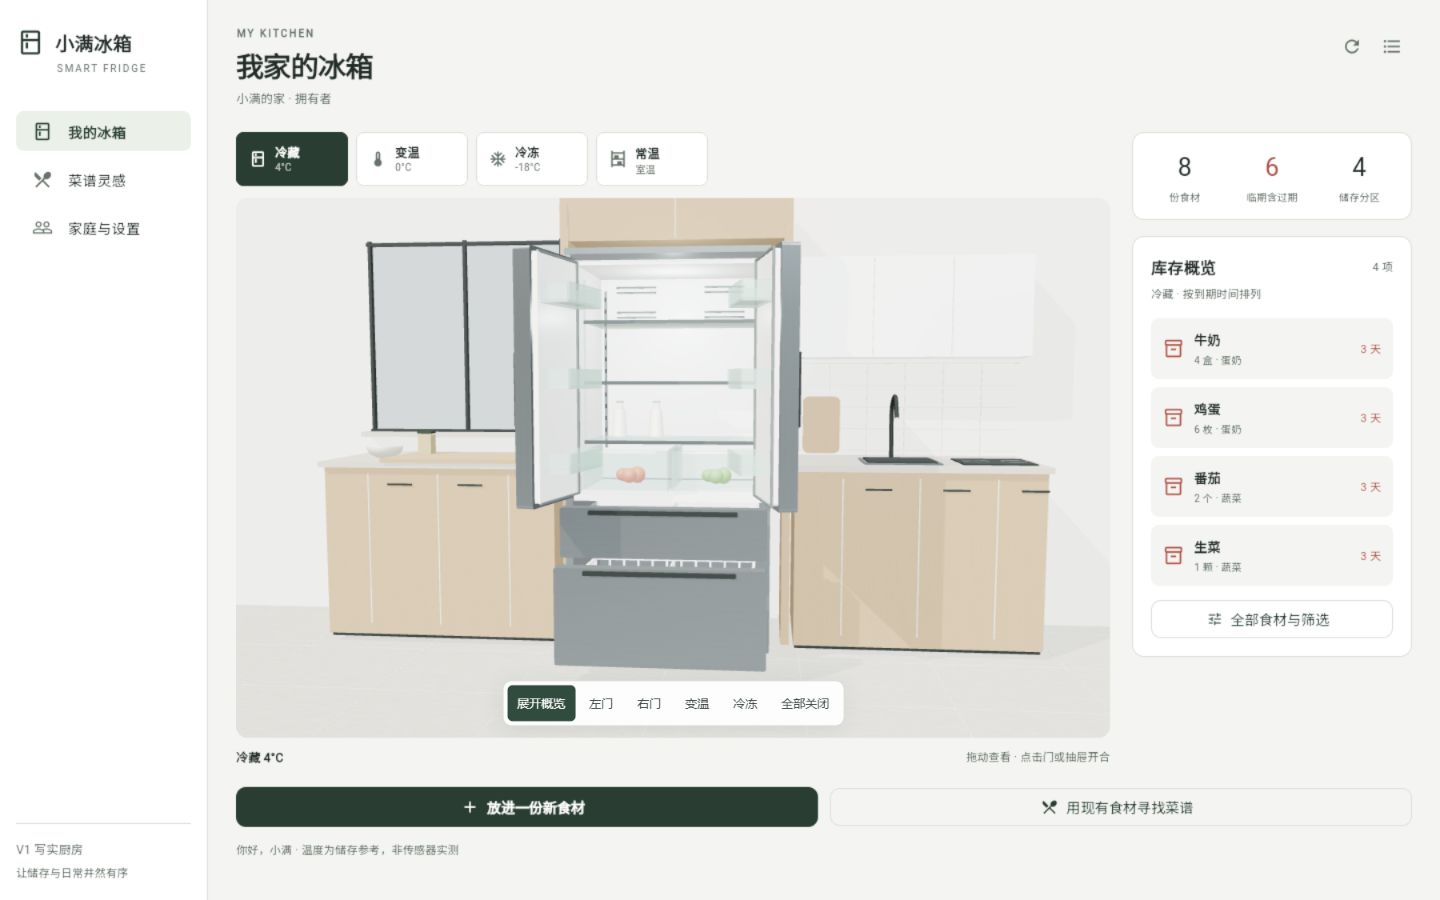 小满冰箱
SMART FRIDGE
我的冰箱
菜谱灵感
家庭与设置
V1 写实厨房
让储存与日常井然有序
MY KITCHEN
我家的冰箱
小满的家 · 拥有者
冷藏
4°C
变温
0°C
冷冻
-18°C
常温
室温
展开概览
左门
右门
变温
冷冻
全部关闭
冷藏 4°C
拖动查看 · 点击门或抽屉开合
8
份食材
6
临期含过期
4
储存分区
库存概览
4 项
冷藏 · 按到期时间排列
牛奶
4 盒 · 蛋奶
3 天
鸡蛋
6 枚 · 蛋奶
3 天
番茄
2 个 · 蔬菜
3 天
生菜
1 颗 · 蔬菜
3 天
全部食材与筛选
放进一份新食材
用现有食材寻找菜谱
你好，小满 · 温度为储存参考，非传感器实测